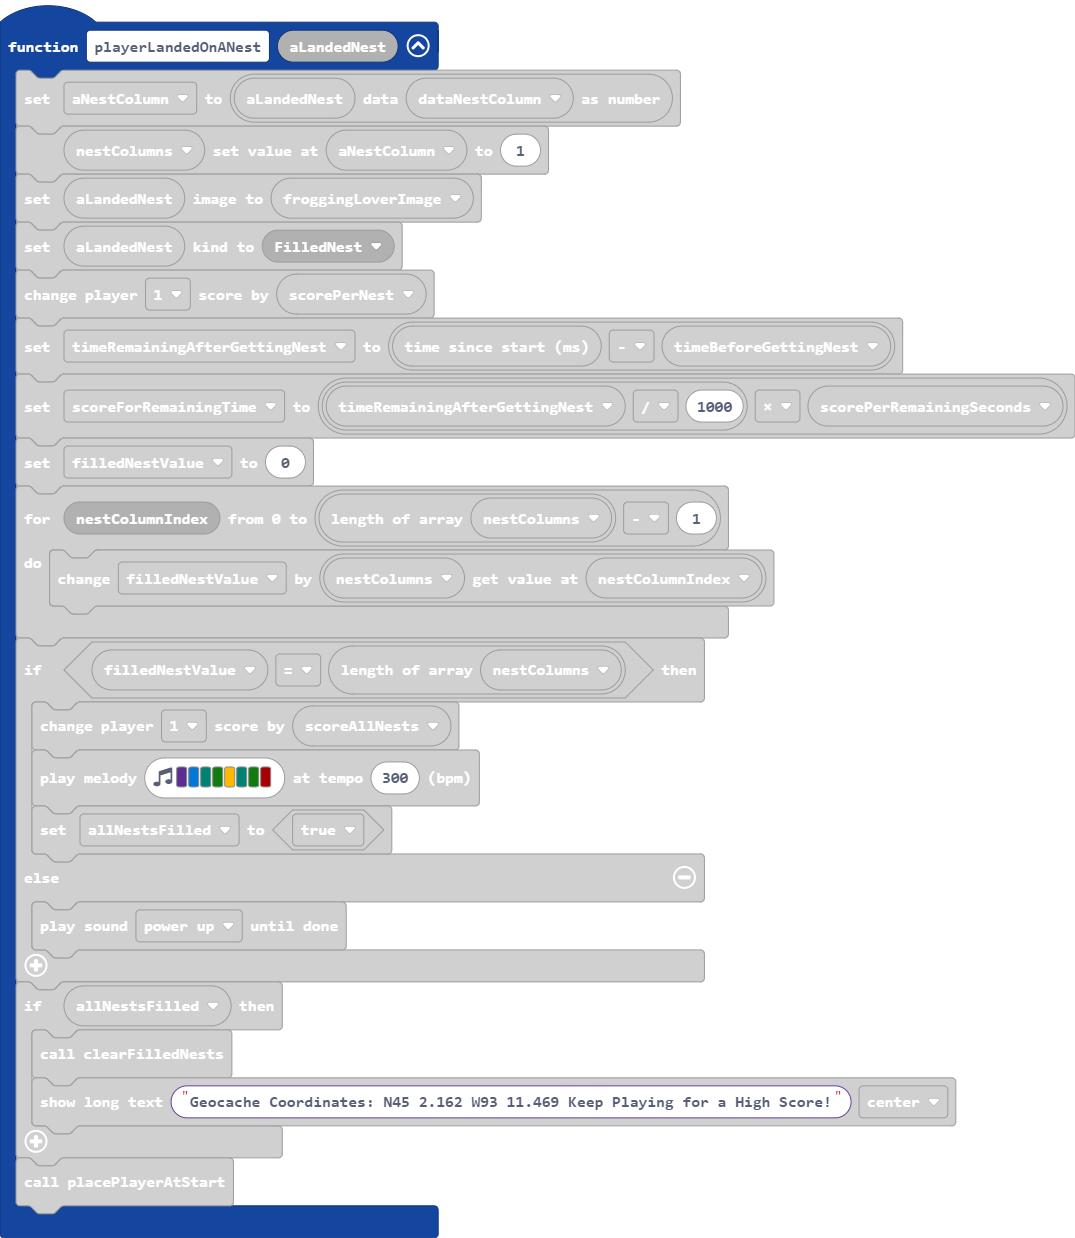 function playerLandedOnANest aLandedNest
set aNestColumn to aLandedNest data dataNestColumn as number
nestColumns set value at aNestColumn to 1
set aLandedNest image to froggingLoverImage
set aLandedNest kind to FilledNest
change player 1 score by scorePerNest
set timeRemainingAfterGettingNest to time since start (ms) - timeBeforeGettingNest
set scoreForRemainingTime to timeRemainingAfterGettingNest / 1000 × scorePerRemainingSeconds
set filledNestValue to 0
for nestColumnIndex from 0 to length of array nestColumns - 1
do
change filledNestValue by nestColumns get value at nestColumnIndex
if filledNestValue = length of array nestColumns then
change player 1 score by scoreAllNests
play melody at tempo 300 (bpm)
set allNestsFilled to true
else
play sound power up until done
if allNestsFilled then
call clearFilledNests
show long text "Geocache Coordinates: N45 2.162 W93 11.469 Keep Playing for a High Score!" center
call placePlayerAtStart